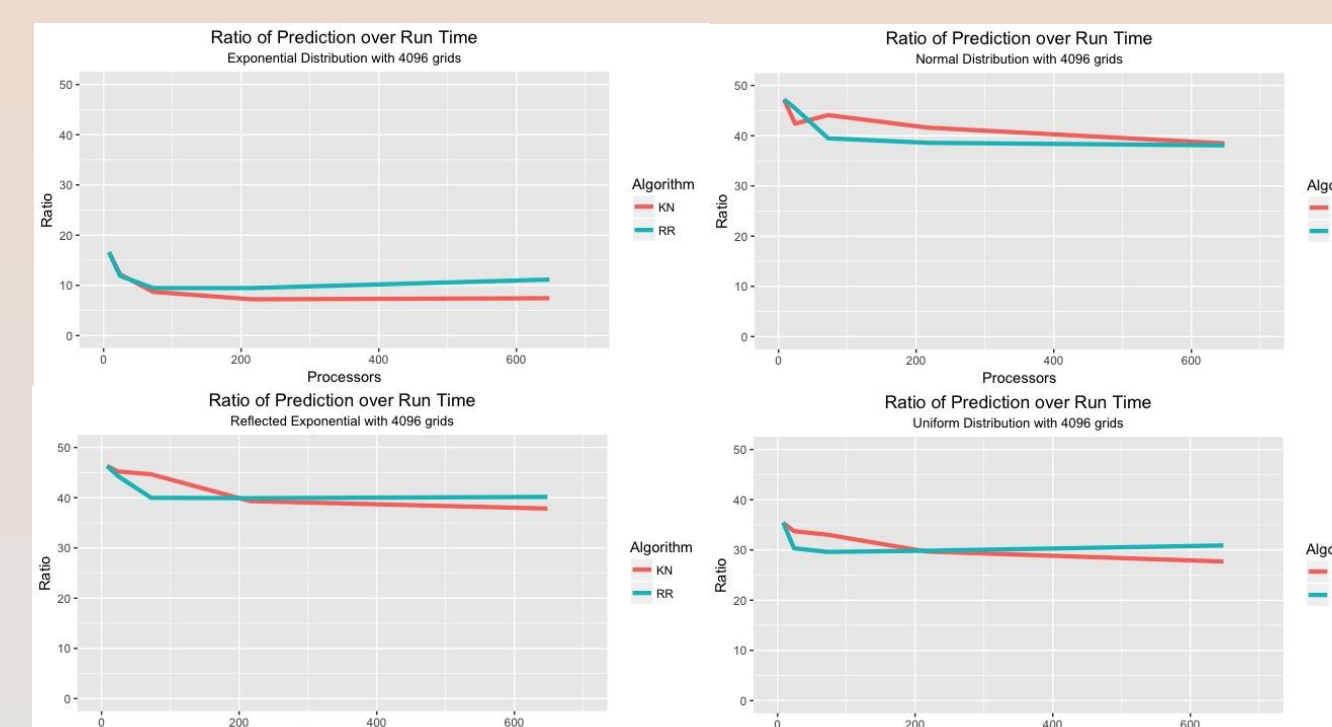 Ratio of Prediction over Run Time
Exponential Distribution with 4096 grids
50
40
30
20
10
0
Ratio
0 200 400 600
Processors
Algorithm
KN
RR
Ratio of Prediction over Run Time
Normal Distribution with 4096 grids
50
40
30
20
10
0
Ratio
0 200 400 600
Processors
Algo
Ratio of Prediction over Run Time
Reflected Exponential with 4096 grids
50
40
30
20
10
0
Ratio
0 200 400 600
Algorithm
KN
RR
Ratio of Prediction over Run Time
Uniform Distribution with 4096 grids
50
40
30
20
10
0
Ratio
0 200 400 600
Algo